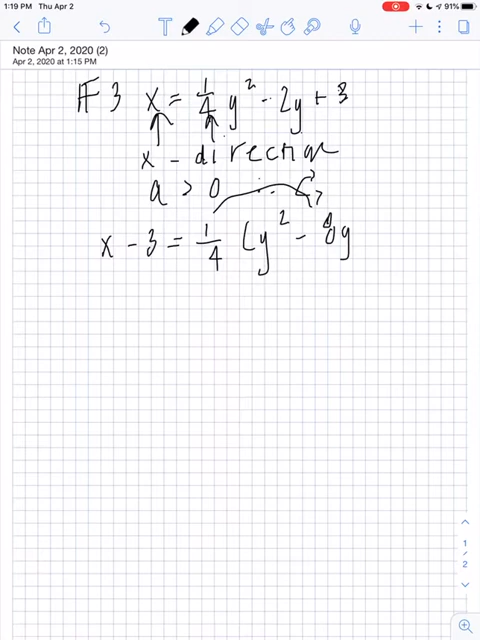 1:19 PM Thu Apr 2
91%
T
Note Apr 2, 2020 (2)
Apr 2, 2020 at 1:15 PM
# 3 x = 1/4 y² - 2y + 3
x - direction
a > 0 ∴ ⊂
x - 3 = 1/4 (y² - 8y
1
2